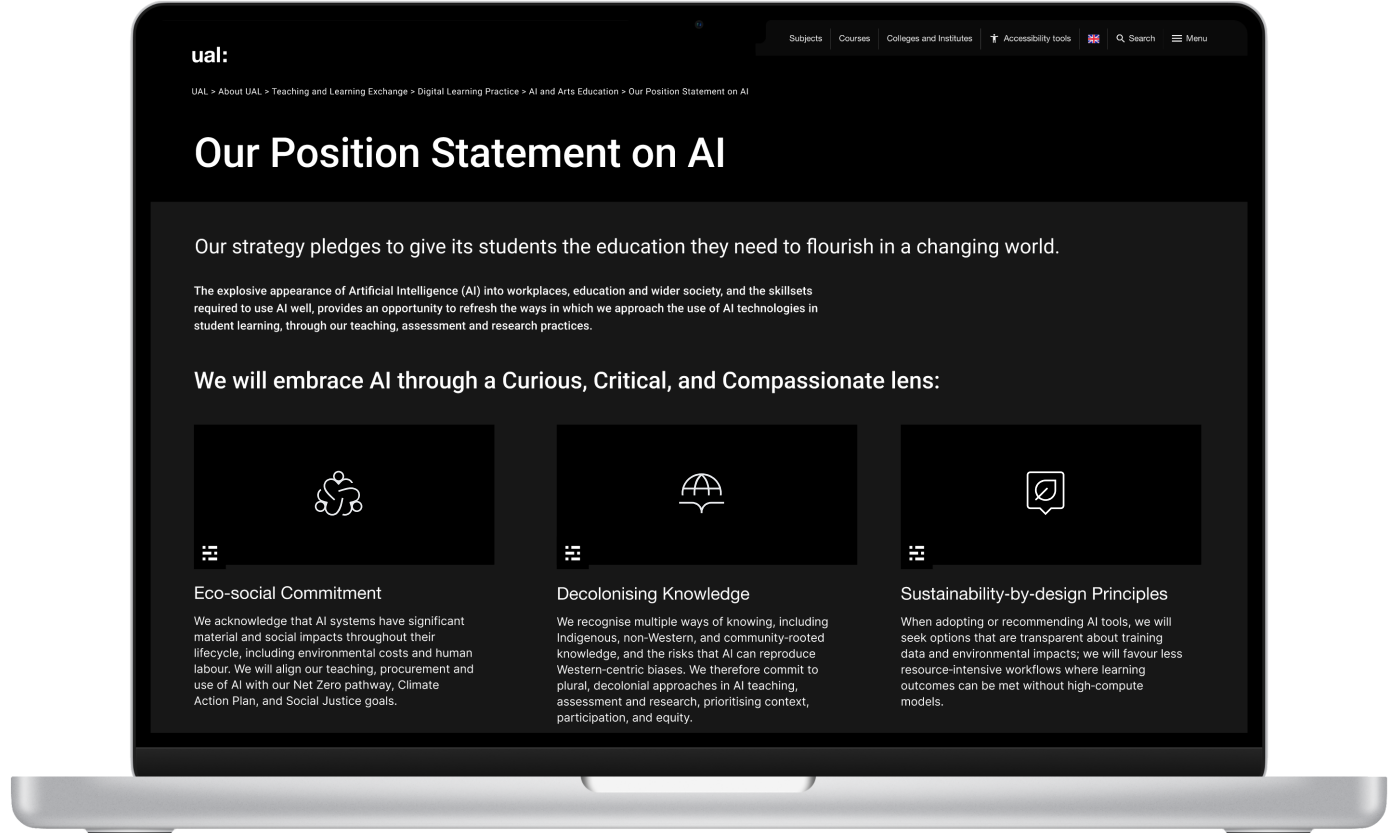 Subjects
Courses
Colleges and Institutes
Accessibility tools
Search
Menu
ual:
UAL > About UAL > Teaching and Learning Exchange > Digital Learning Practice > AI and Arts Education > Our Position Statement on AI
Our Position Statement on AI
Our strategy pledges to give its students the education they need to flourish in a changing world.
The explosive appearance of Artificial Intelligence (AI) into workplaces, education and wider society, and the skillsets
required to use AI well, provides an opportunity to refresh the ways in which we approach the use of AI technologies in
student learning, through our teaching, assessment and research practices.
We will embrace AI through a Curious, Critical, and Compassionate lens:
Eco-social Commitment
We acknowledge that AI systems have significant
material and social impacts throughout their
lifecycle, including environmental costs and human
labour. We will align our teaching, procurement and
use of AI with our Net Zero pathway, Climate
Action Plan, and Social Justice goals.
Decolonising Knowledge
We recognise multiple ways of knowing, including
Indigenous, non-Western, and community-rooted
knowledge, and the risks that AI can reproduce
Western-centric biases. We therefore commit to
plural, decolonial approaches in AI teaching,
assessment and research, prioritising context,
participation, and equity.
Sustainability-by-design Principles
When adopting or recommending AI tools, we will
seek options that are transparent about training
data and environmental impacts; we will favour less
resource-intensive workflows where learning
outcomes can be met without high-compute
models.